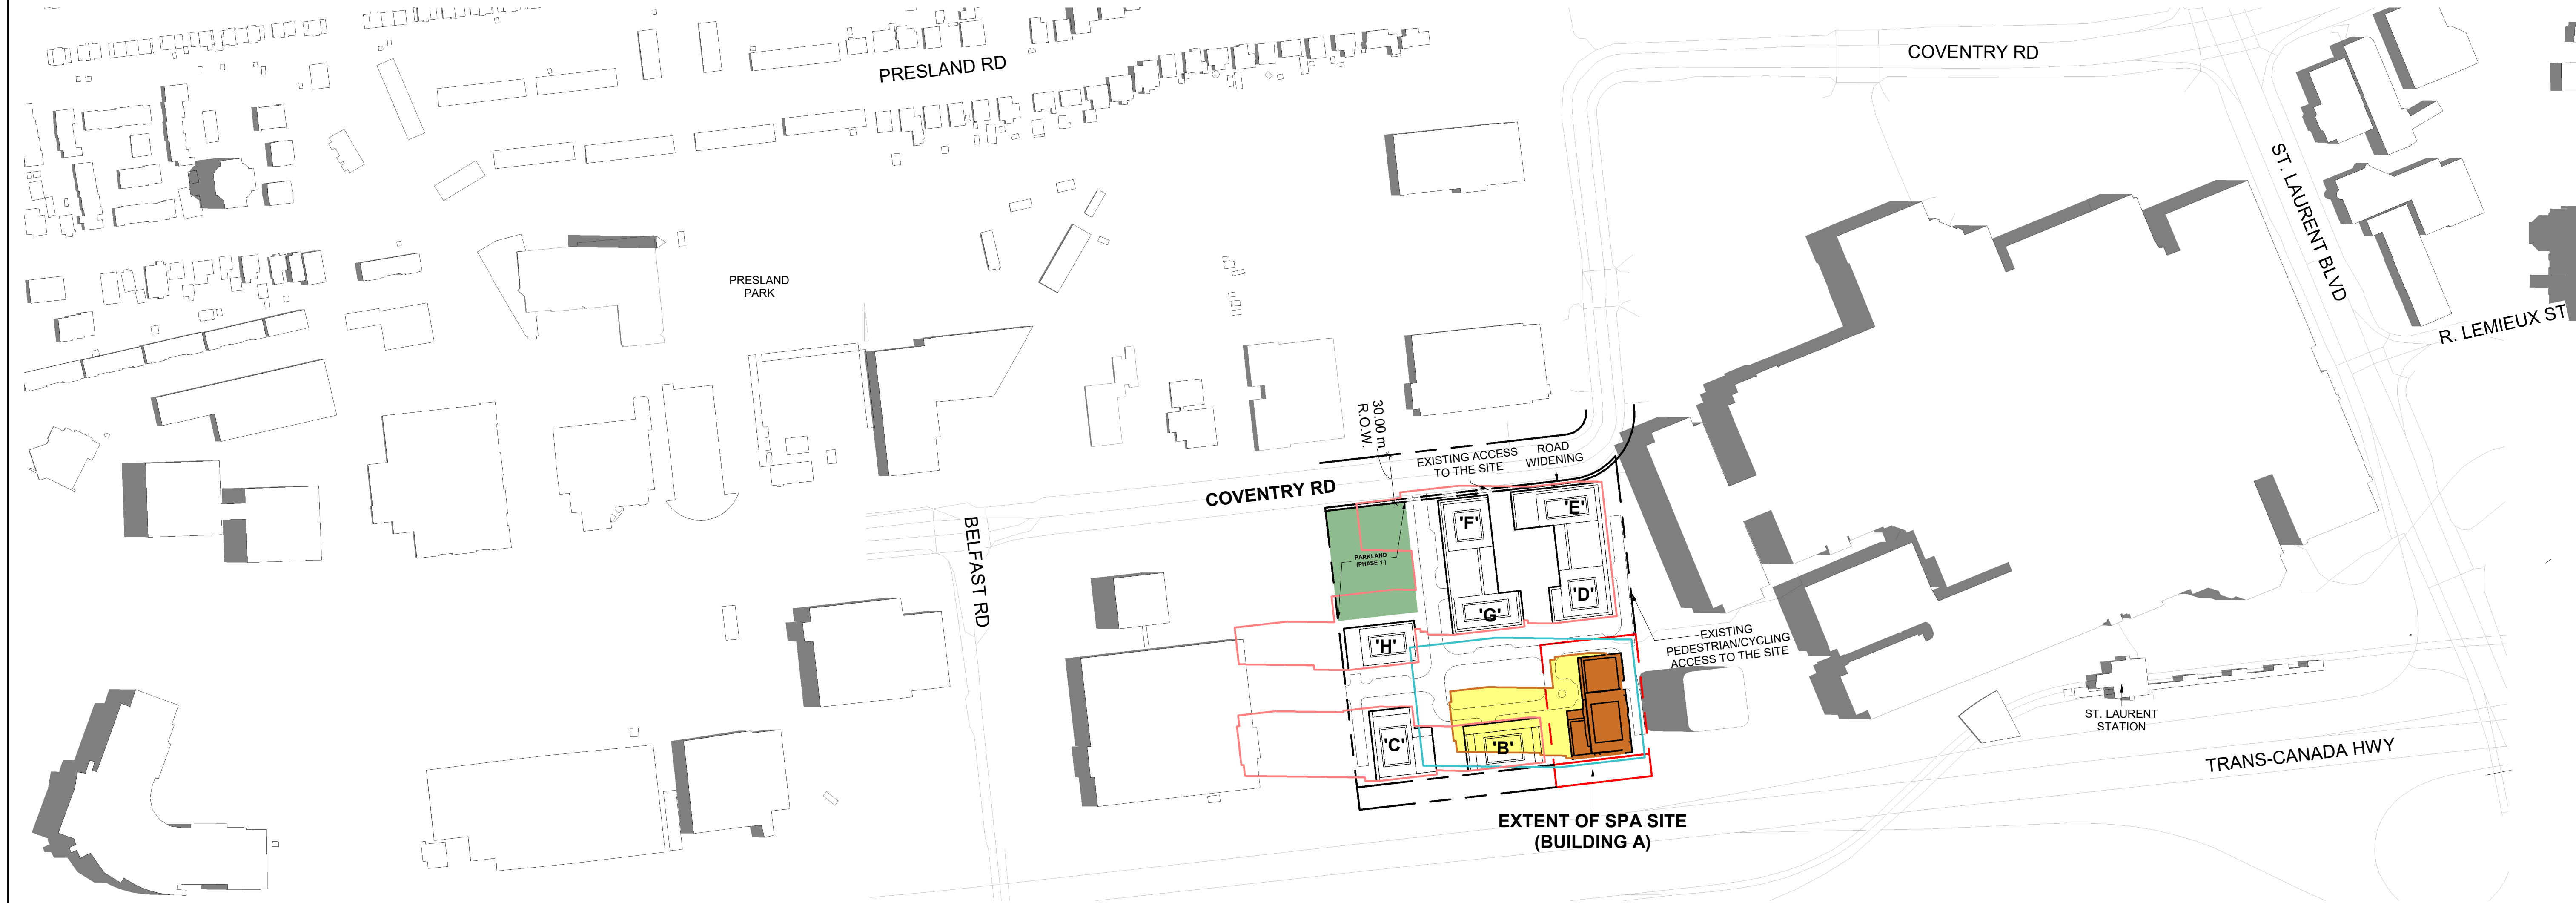 COVENTRY RD
PRESLAND RD
ST. LAURENT BLVD
PRESLAND
PARK
R. LEMIEUX ST
30.00 m
R.O.W.
EXISTING ACCESS
TO THE SITE
ROAD
WIDENING
COVENTRY RD
BELFAST RD
'F'
'E'
PARKLAND
(PHASE 1 )
'D'
'G'
'H'
EXISTING
PEDESTRIAN/CYCLING
ACCESS TO THE SITE
ST. LAURENT
STATION
'C'
'B'
TRANS-CANADA HWY
EXTENT OF SPA SITE
(BUILDING A)